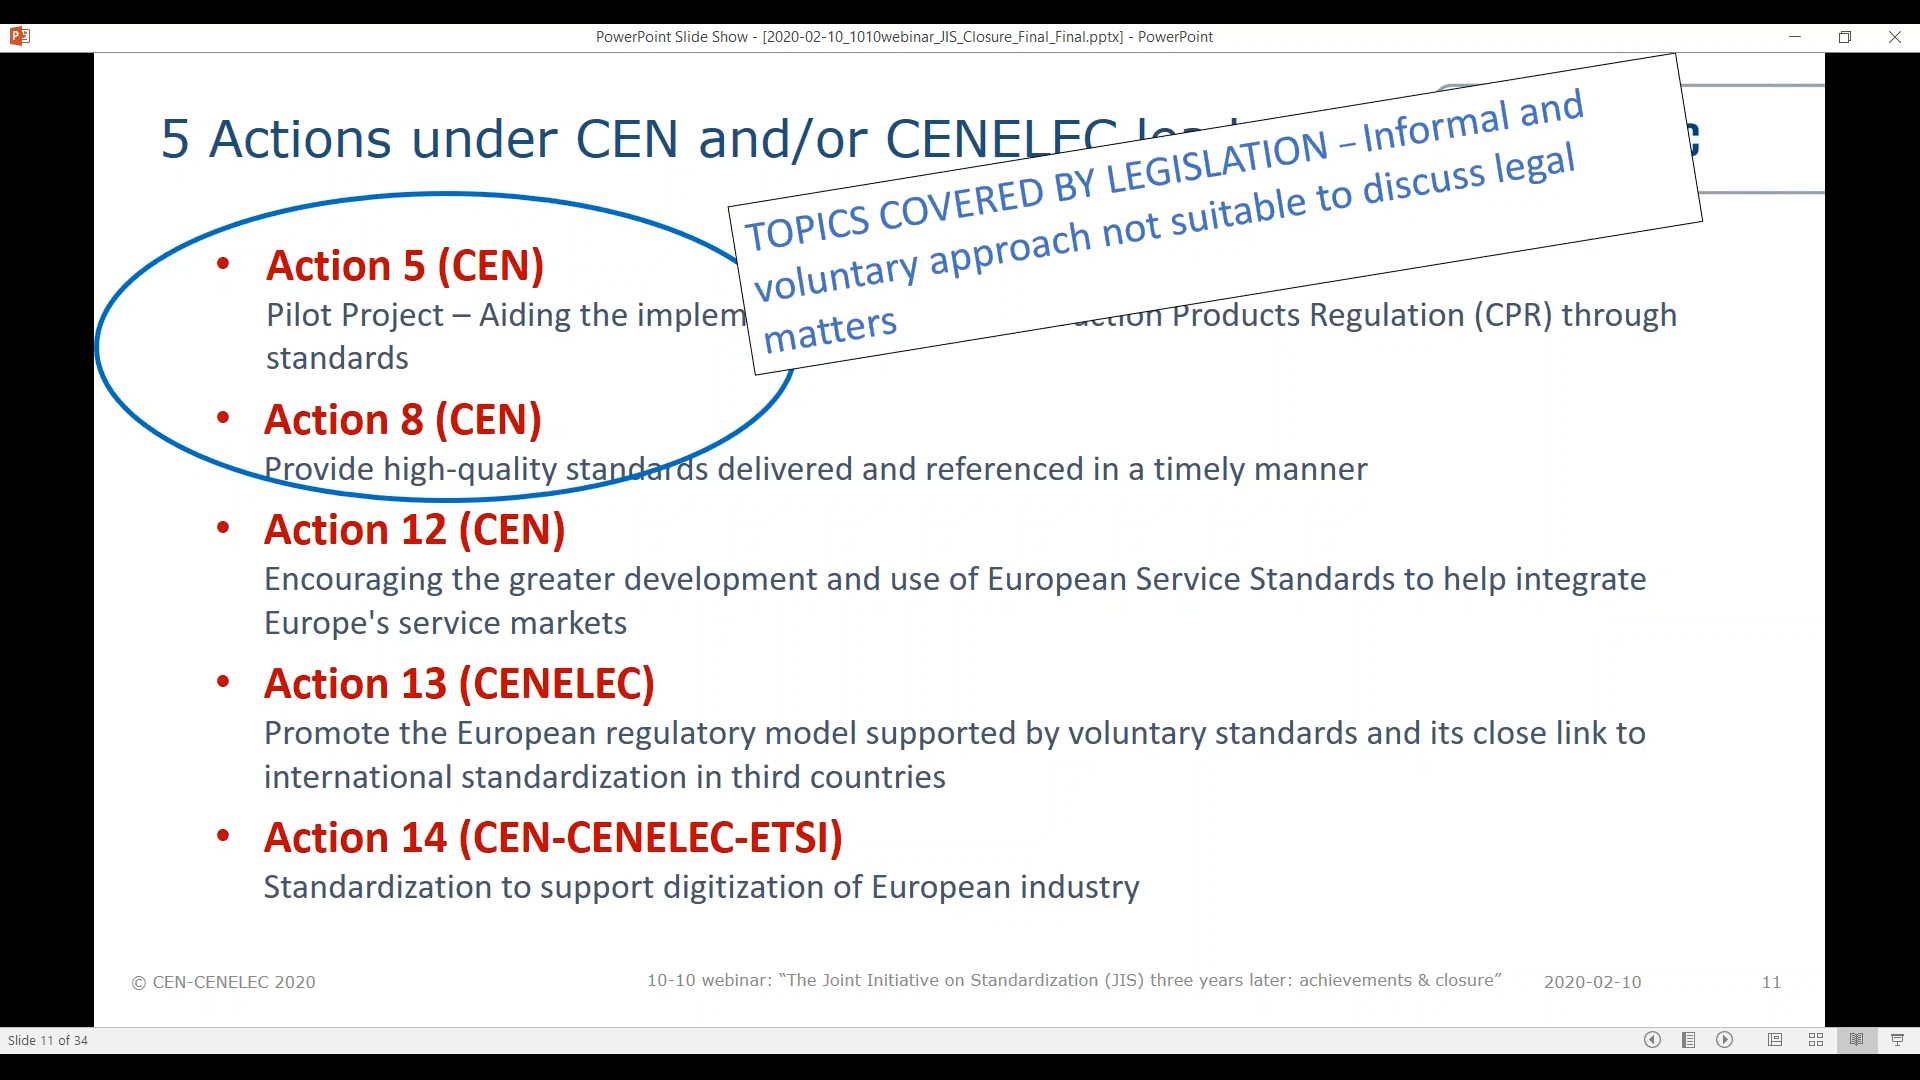 PowerPoint Slide Show - [2020-02-10_1010webinar_JIS_Closure_Final_Final.pptx] - PowerPoint
5 Actions under CEN and/or CENELEC
TOPICS COVERED BY LEGISLATION – Informal and
voluntary approach not suitable to discuss legal
matters
• Action 5 (CEN)
Pilot Project – Aiding the Products Regulation (CPR) through
standards
• Action 8 (CEN)
Provide high-quality standards delivered and referenced in a timely manner
• Action 12 (CEN)
Encouraging the greater development and use of European Service Standards to help integrate
Europe's service markets
• Action 13 (CENELEC)
Promote the European regulatory model supported by voluntary standards and its close link to
international standardization in third countries
• Action 14 (CEN-CENELEC-ETSI)
Standardization to support digitization of European industry
© CEN-CENELEC 2020
10-10 webinar: “The Joint Initiative on Standardization (JIS) three years later: achievements & closure”
2020-02-10
11
Slide 11 of 34